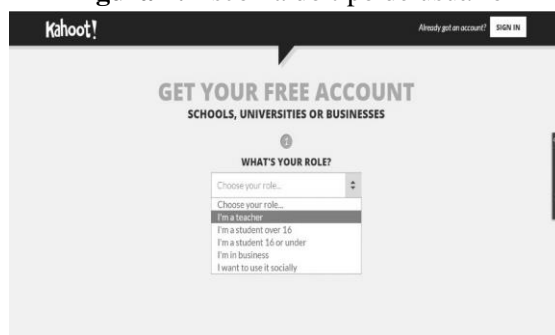 Kahoot!
Already got an account? SIGN IN
GET YOUR FREE ACCOUNT
SCHOOLS, UNIVERSITIES OR BUSINESSES
1
WHAT'S YOUR ROLE?
Choose your role...
Choose your role...
I'm a teacher
I'm a student over 16
I'm a student 16 or under
I'm in business
I want to use it socially